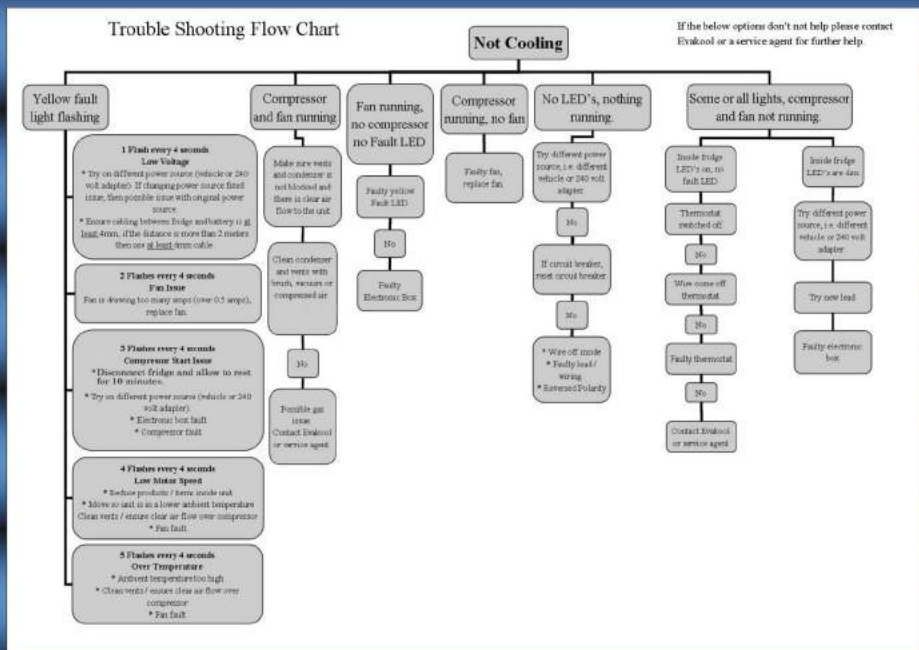 Trouble Shooting Flow Chart
If the below options don't not help please contact
Evakool or a service agent for further help.
Not Cooling
Yellow fault
light flashing
1 Flash every 4 seconds
Low Voltage
* Try on different power source (vehicle or 240
volt adapter). If changing power source fixed
issue, then possible issue with original power
source
* Ensure cabling between fridge and battery is at
least 4mm, if the distance is more than 2 meters
then use at least 6mm cable
2 Flashes every 4 seconds
Fan Issue
Fan is drawing too many amps (over 0.5 amps),
replace fan.
3 Flashes every 4 seconds
Compressor Start Issue
*Disconnect fridge and allow to rest
for 10 minutes.
* Try on different power source (vehicle or 240
volt adapter)
* Electronic box fault
* Compressor fault
4 Flashes every 4 seconds
Low Motor Speed
* Reduce products / items inside unit
* Move so unit is in a lower ambient temperature
Clean vents / ensure clear air flow over compressor
* Fan fault
5 Flashes every 4 seconds
Over Temperature
* Ambient temperature too high
* Clean vents / ensure clear air flow over
compressor
* Fan fault
Compressor
and fan running
Make sure vents
and condenser is
not blocked and
there is clear air
flow to the unit
Clean condenser
and vents with
brush, vacuum or
compressed air.
No
Possible gas
issue.
Contact Evakool
or service agent
Fan running,
no compressor
no Fault LED
Faulty yellow
Fault LED
No
Faulty
Electronic Box
Compressor
running, no fan
Faulty fan,
replace fan.
No LED's, nothing
running.
Try different power
source, i.e. different
vehicle or 240 volt
adapter.
No
If circuit breaker,
reset circuit breaker
No
* Wire off inside
* Faulty lead /
wiring
* Reversed Polarity
Some or all lights, compressor
and fan not running.
Inside fridge
LED's on, no
fault LED
Thermostat
switched off
No
Wire come off
thermostat
No
Faulty thermostat
No
Contact Evakool
or service agent
Inside fridge
LED's are dim
Try different power
source, i.e. different
vehicle or 240 volt
adapter
Try new lead
Faulty electronic
box